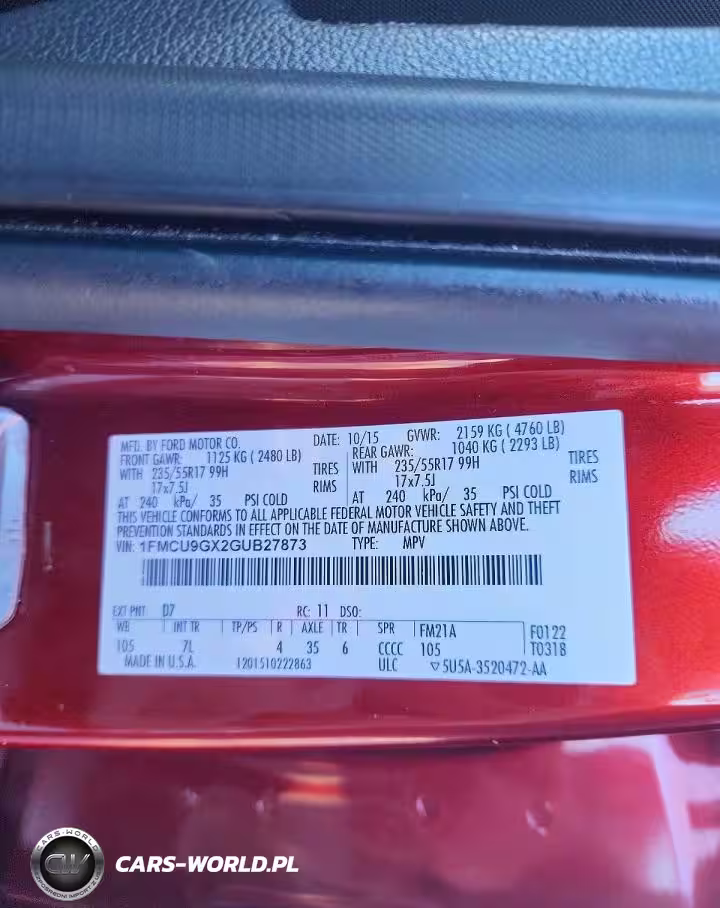 MFD. BY FORD MOTOR CO. DATE: 10/15 GVWR: 2159 KG ( 4760 LB)
FRONT GAWR: 1125 KG ( 2480 LB) REAR GAWR: 1040 KG ( 2293 LB)
WITH 235/55R17 99H TIRES WITH 235/55R17 99H TIRES
17x7.5J RIMS 17x7.5J RIMS
AT 240 kPa/ 35 PSI COLD AT 240 kPa/ 35 PSI COLD
THIS VEHICLE CONFORMS TO ALL APPLICABLE FEDERAL MOTOR VEHICLE SAFETY AND THEFT
PREVENTION STANDARDS IN EFFECT ON THE DATE OF MANUFACTURE SHOWN ABOVE.
VIN: 1FMCU9GX2GUB27873 TYPE: MPV
EXT PNT: D7 RC: 11 DSO:
WB INT TR TP/PS R AXLE TR SPR FM21A F0122
105 7L 4 35 6 CCCC 105 T0318
MADE IN U.S.A. 1201510222863 ULC ▽5U5A-3520472-AA
CARS-WORLD
CW
CARS-WORLD.PL